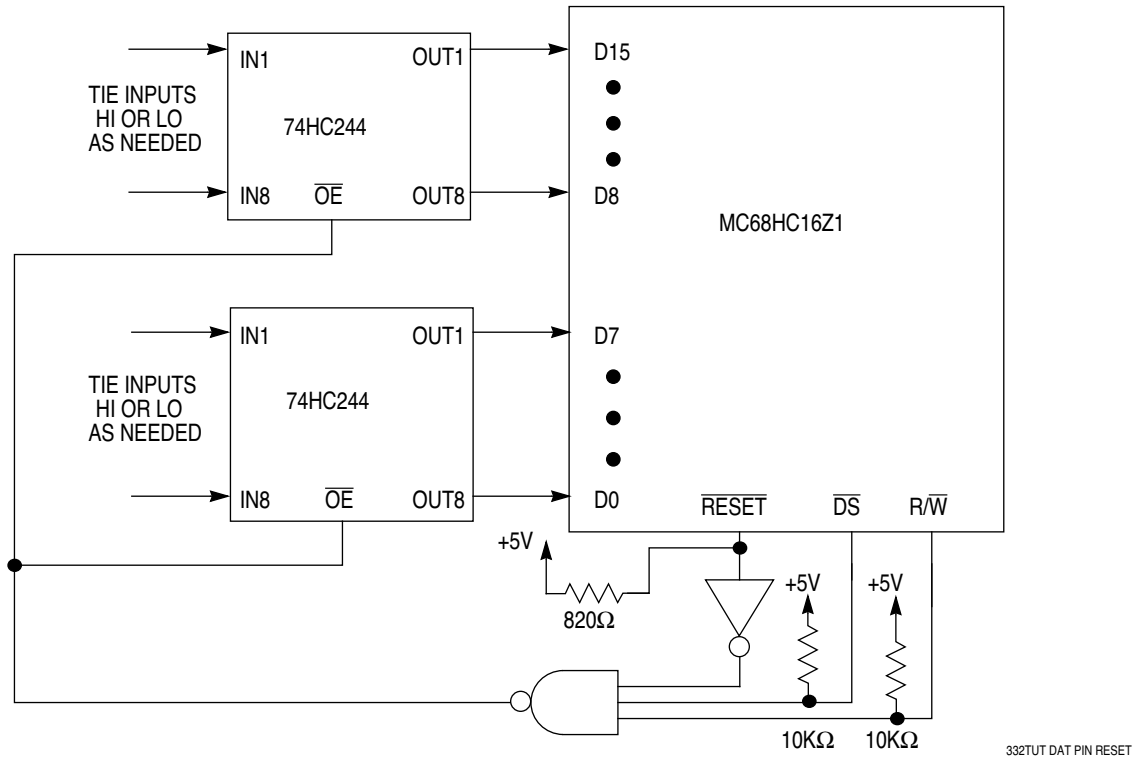 IN1
OUT1
D15
TIE INPUTS
HI OR LO
AS NEEDED
74HC244
IN8
OE
OUT8
D8
MC68HC16Z1
IN1
OUT1
D7
TIE INPUTS
HI OR LO
AS NEEDED
74HC244
IN8
OE
OUT8
D0
RESET
DS
R/W
+5V
820Ω
+5V
+5V
10KΩ
10KΩ
332TUT DAT PIN RESET